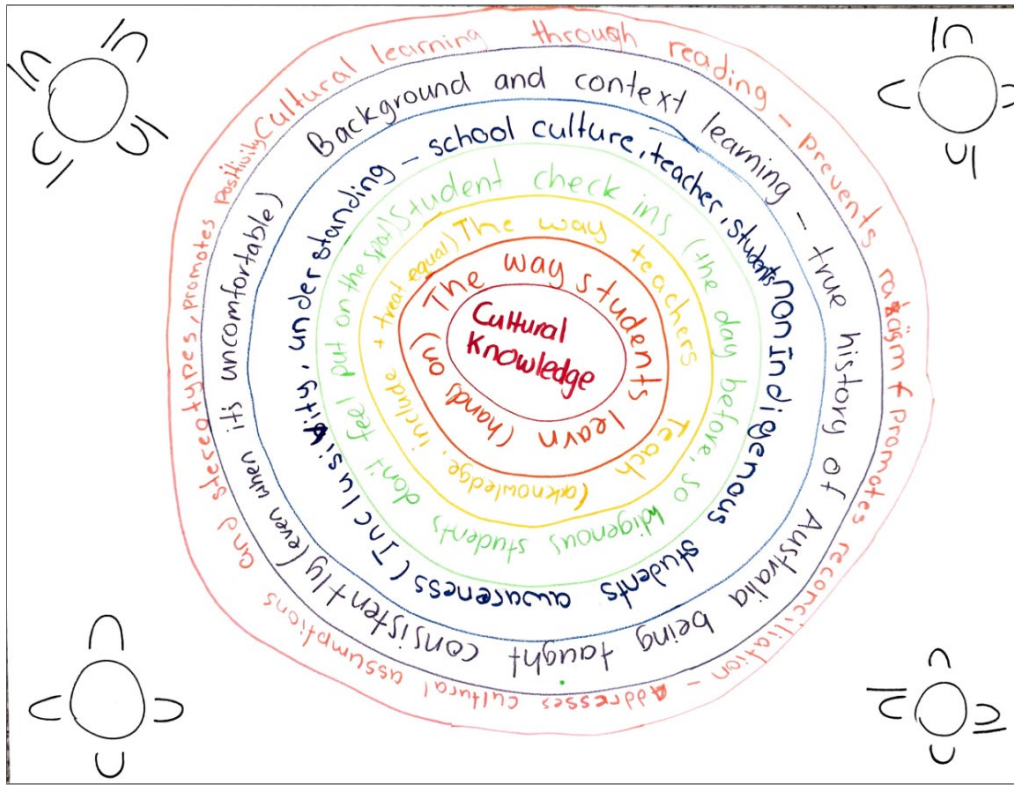 Cultural Knowledge
The way students learn (hands on)
The way teachers Teach (aknowledge, include + treat equal)
Student check ins (the day before, so Indigenous students don't feel put on the spot)
non Indigenous students awareness (Inclusivity, understanding - school culture, teacher, students
Background and context learning - true history of Australia being taught consistently (even when its uncomfortable)
Cultural learning through reading - prevents racism & promotes reconciliation - Addresses cultural assumptions and stereotypes, promotes positivity